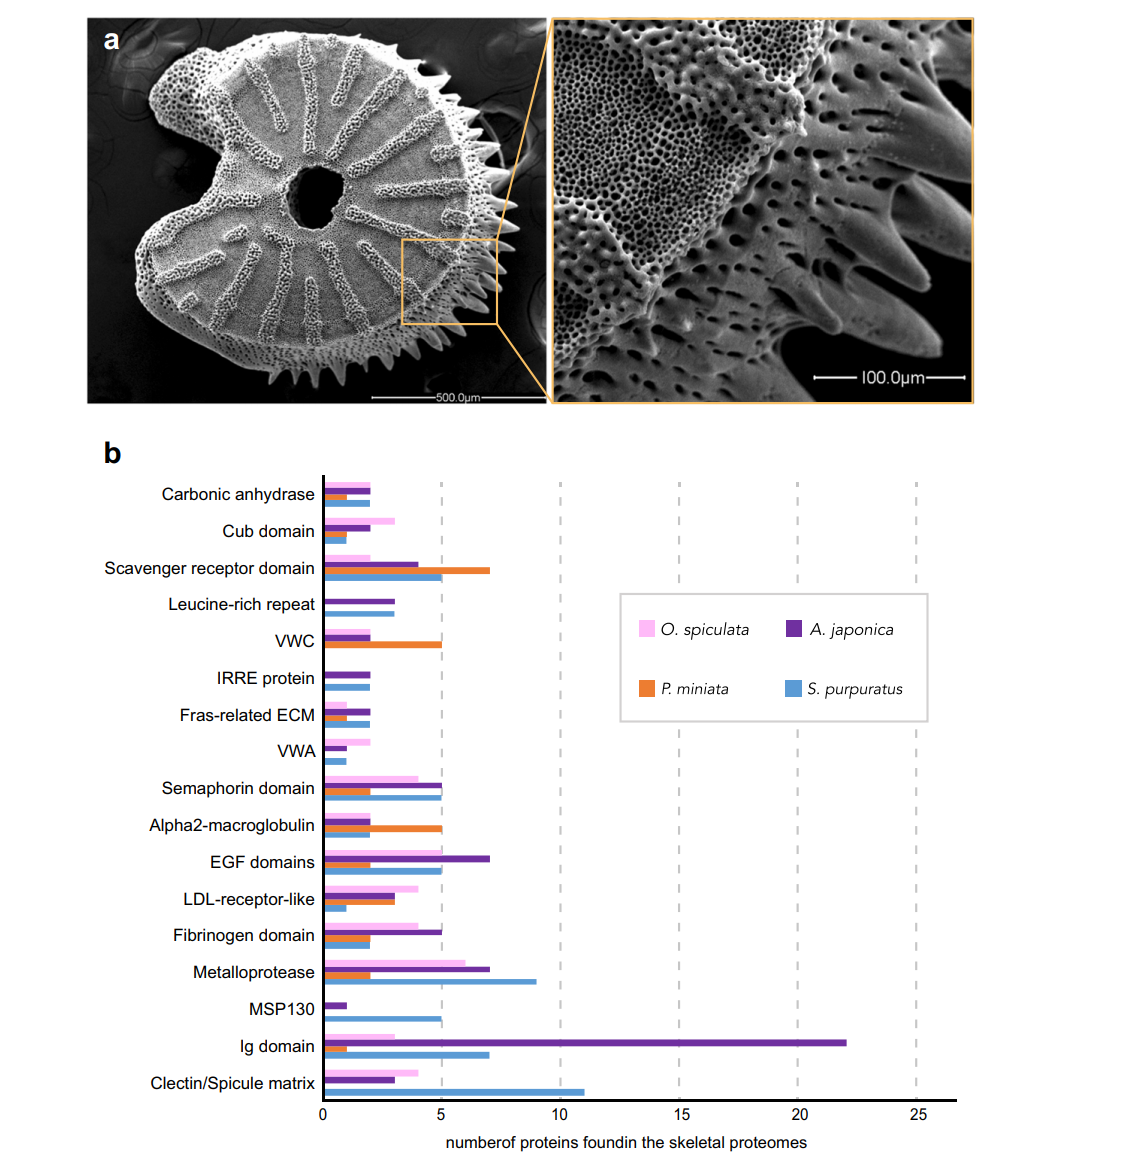 a
500.0µm
100.0µm
b
Carbonic anhydrase
Cub domain
Scavenger receptor domain
Leucine-rich repeat
VWC
IRRE protein
Fras-related ECM
VWA
Semaphorin domain
Alpha2-macroglobulin
EGF domains
LDL-receptor-like
Fibrinogen domain
Metalloprotease
MSP130
Ig domain
Clectin/Spicule matrix
O. spiculata A. japonica
P. miniata S. purpuratus
0 5 10 15 20 25
numberof proteins foundin the skeletal proteomes